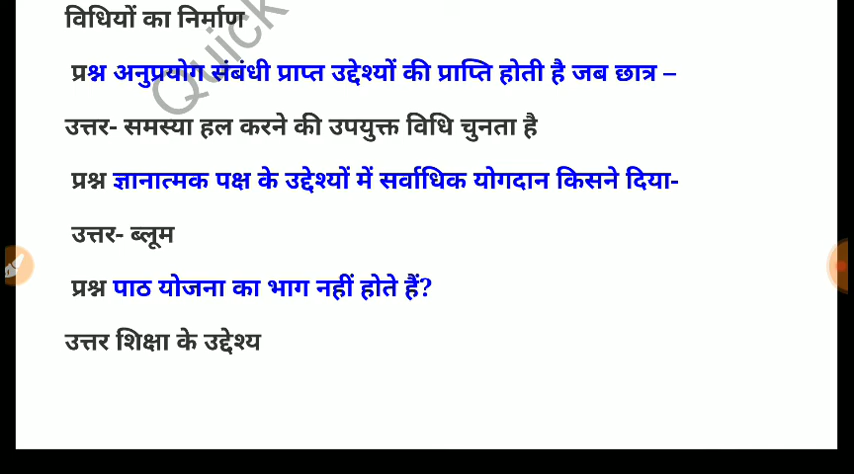 विधियों का निर्माण
Quick
प्रश्न अनुप्रयोग संबंधी प्राप्त उद्देश्यों की प्राप्ति होती है जब छात्र –
उत्तर- समस्या हल करने की उपयुक्त विधि चुनता है
प्रश्न ज्ञानात्मक पक्ष के उद्देश्यों में सर्वाधिक योगदान किसने दिया-
उत्तर- ब्लूम
प्रश्न पाठ योजना का भाग नहीं होते हैं?
उत्तर शिक्षा के उद्देश्य